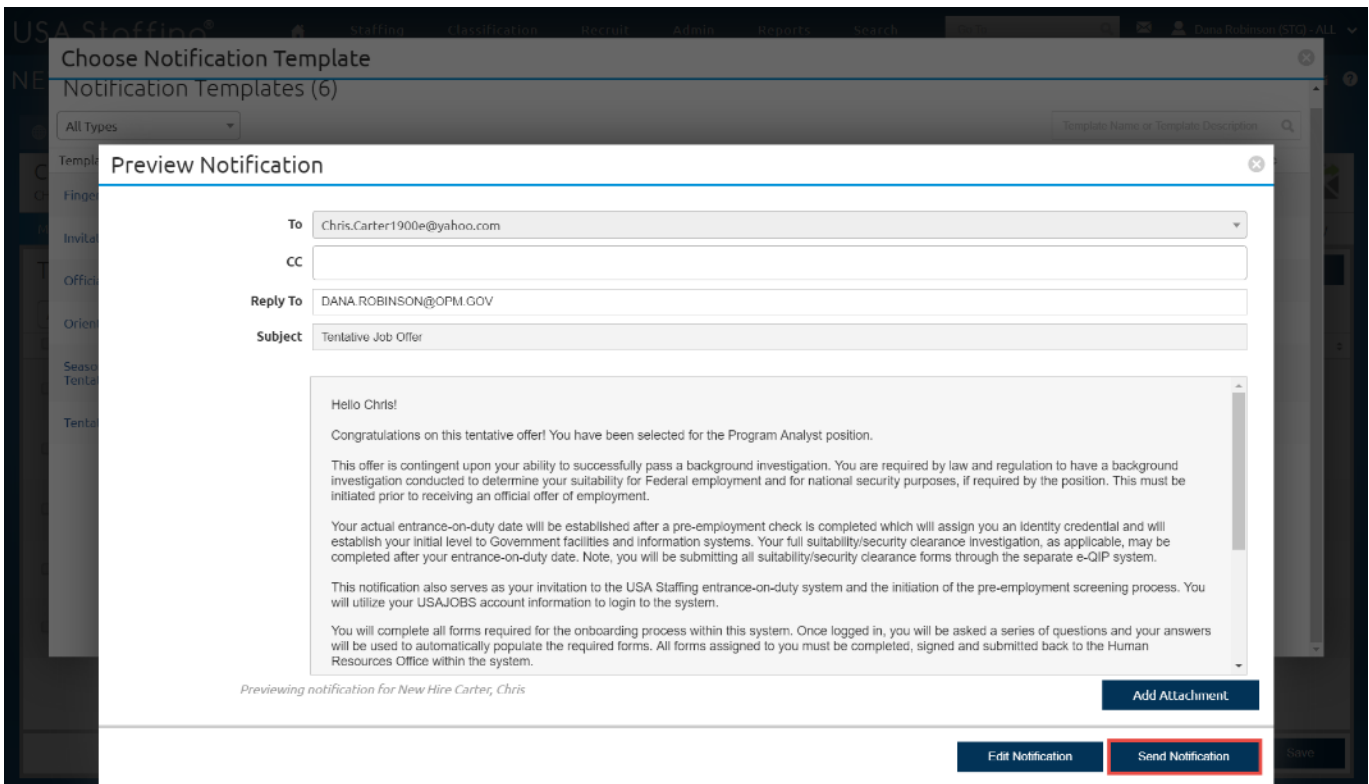 USA Staffing®
Staffing Classification Recruit Admin Reports Search
Dana Robinson (STG) - ALL
Choose Notification Template
NE
Notification Templates (6)
All Types
Template Name or Template Description
Templa
Preview Notification
Finger
To Chris.Carter1900e@yahoo.com
Invitat
CC
Offici
Reply To DANA.ROBINSON@OPM.GOV
Orien
Subject Tentative Job Offer
Seaso
Tenta
Tenta
Hello Chris!
Congratulations on this tentative offer! You have been selected for the Program Analyst position.
This offer is contingent upon your ability to successfully pass a background investigation. You are required by law and regulation to have a background
investigation conducted to determine your suitability for Federal employment and for national security purposes, if required by the position. This must be
initiated prior to receiving an official offer of employment.
Your actual entrance-on-duty date will be established after a pre-employment check is completed which will assign you an identity credential and will
establish your initial level to Government facilities and information systems. Your full suitability/security clearance investigation, as applicable, may be
completed after your entrance-on-duty date. Note, you will be submitting all suitability/security clearance forms through the separate e-QIP system.
This notification also serves as your invitation to the USA Staffing entrance-on-duty system and the initiation of the pre-employment screening process. You
will utilize your USAJOBS account information to login to the system.
You will complete all forms required for the onboarding process within this system. Once logged in, you will be asked a series of questions and your answers
will be used to automatically populate the required forms. All forms assigned to you must be completed, signed and submitted back to the Human
Resources Office within the system.
Previewing notification for New Hire Carter, Chris
Add Attachment
Edit Notification Send Notification
Save